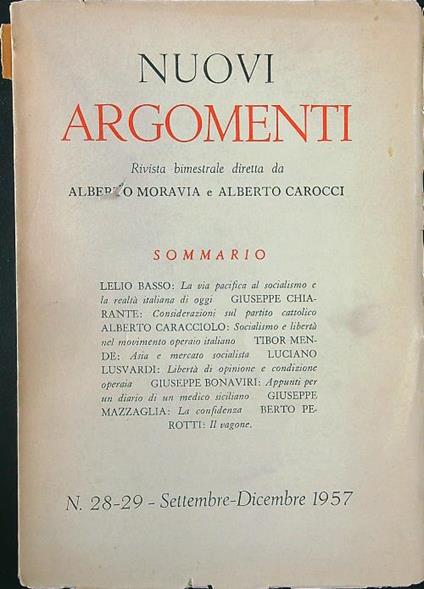 NUOVI
ARGOMENTI
Rivista bimestrale diretta da
ALBERTO MORAVIA e ALBERTO CAROCCI
SOMMARIO
LELIO BASSO: La via pacifica al socialismo e
la realtà italiana di oggi GIUSEPPE CHIA-
RANTE: Considerazioni sul partito cattolico
ALBERTO CARACCIOLO: Socialismo e libertà
nel movimento operaio italiano TIBOR MEN-
DE: Asia e mercato socialista LUCIANO
LUSVARDI: Libertà di opinione e condizione
operaia GIUSEPPE BONAVIRI: Appunti per
un diario di un medico siciliano GIUSEPPE
MAZZAGLIA: La confidenza BERTO PE-
ROTTI: Il vagone.
N. 28-29 - Settembre-Dicembre 1957